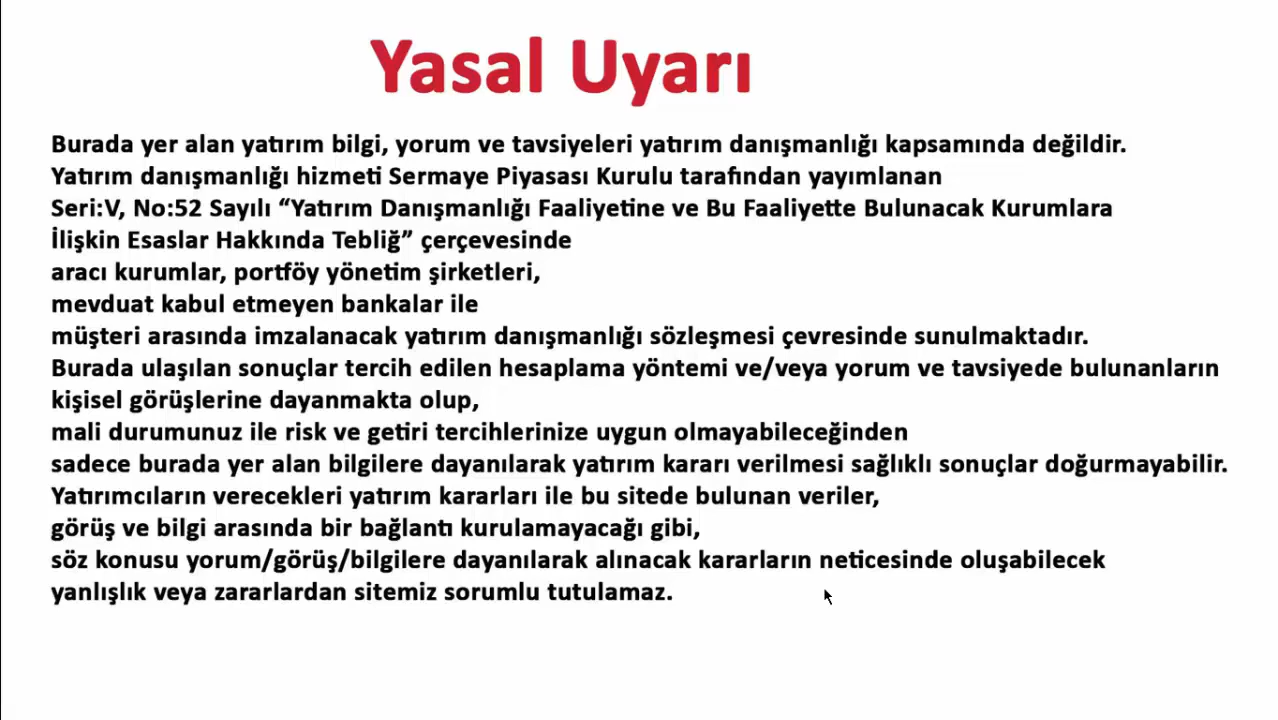 Yasal Uyarı
Burada yer alan yatırım bilgi, yorum ve tavsiyeleri yatırım danışmanlığı kapsamında değildir.
Yatırım danışmanlığı hizmeti Sermaye Piyasası Kurulu tarafından yayımlanan
Seri:V, No:52 Sayılı “Yatırım Danışmanlığı Faaliyetine ve Bu Faaliyette Bulunacak Kurumlara
İlişkin Esaslar Hakkında Tebliğ” çerçevesinde
aracı kurumlar, portföy yönetim şirketleri,
mevduat kabul etmeyen bankalar ile
müşteri arasında imzalanacak yatırım danışmanlığı sözleşmesi çevresinde sunulmaktadır.
Burada ulaşılan sonuçlar tercih edilen hesaplama yöntemi ve/veya yorum ve tavsiyede bulunanların
kişisel görüşlerine dayanmakta olup,
mali durumunuz ile risk ve getiri tercihlerinize uygun olmayabileceğinden
sadece burada yer alan bilgilere dayanılarak yatırım kararı verilmesi sağlıklı sonuçlar doğurmayabilir.
Yatırımcıların verecekleri yatırım kararları ile bu sitede bulunan veriler,
görüş ve bilgi arasında bir bağlantı kurulamayacağı gibi,
söz konusu yorum/görüş/bilgilere dayanılarak alınacak kararların neticesinde oluşabilecek
yanlışlık veya zararlardan sitemiz sorumlu tutulamaz.